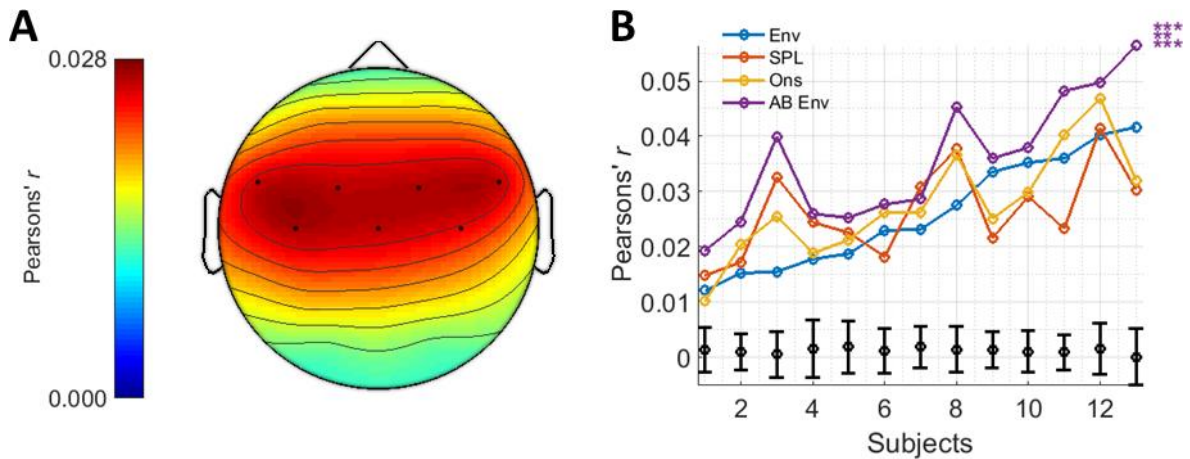 A
0.028
Pearsons' r
0.000
B
Env
SPL
Ons
AB Env
***
**
***
0.05
0.04
0.03
0.02
0.01
0
Pearsons' r
2 4 6 8 10 12
Subjects